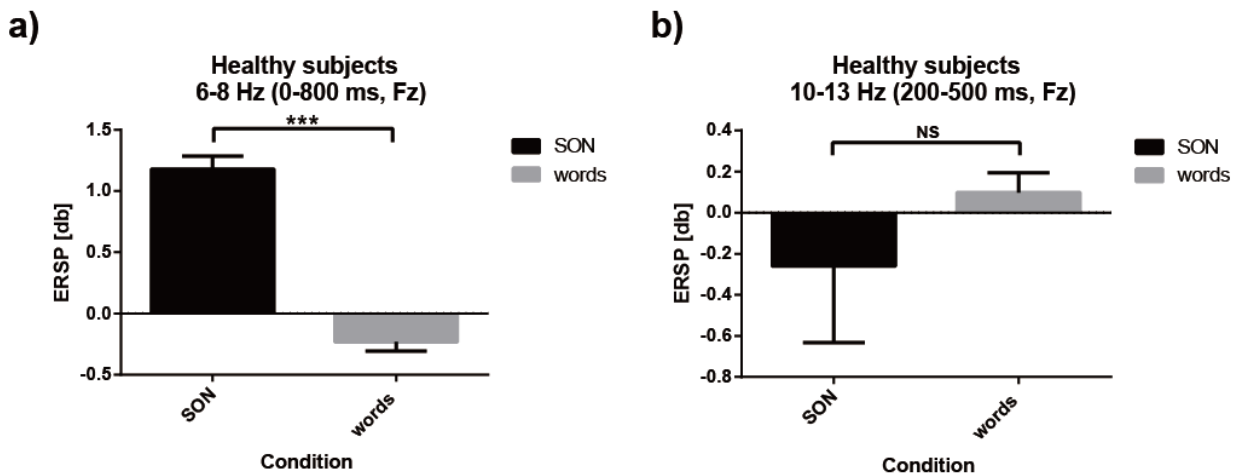 a)
Healthy subjects
6-8 Hz (0-800 ms, Fz)
***
1.5
1.0
0.5
0.0
-0.5
ERSP [db]
SON
words
Condition
SON
words
b)
Healthy subjects
10-13 Hz (200-500 ms, Fz)
NS
0.4
0.2
0.0
-0.2
-0.4
-0.6
-0.8
ERSP [db]
SON
words
Condition
SON
words